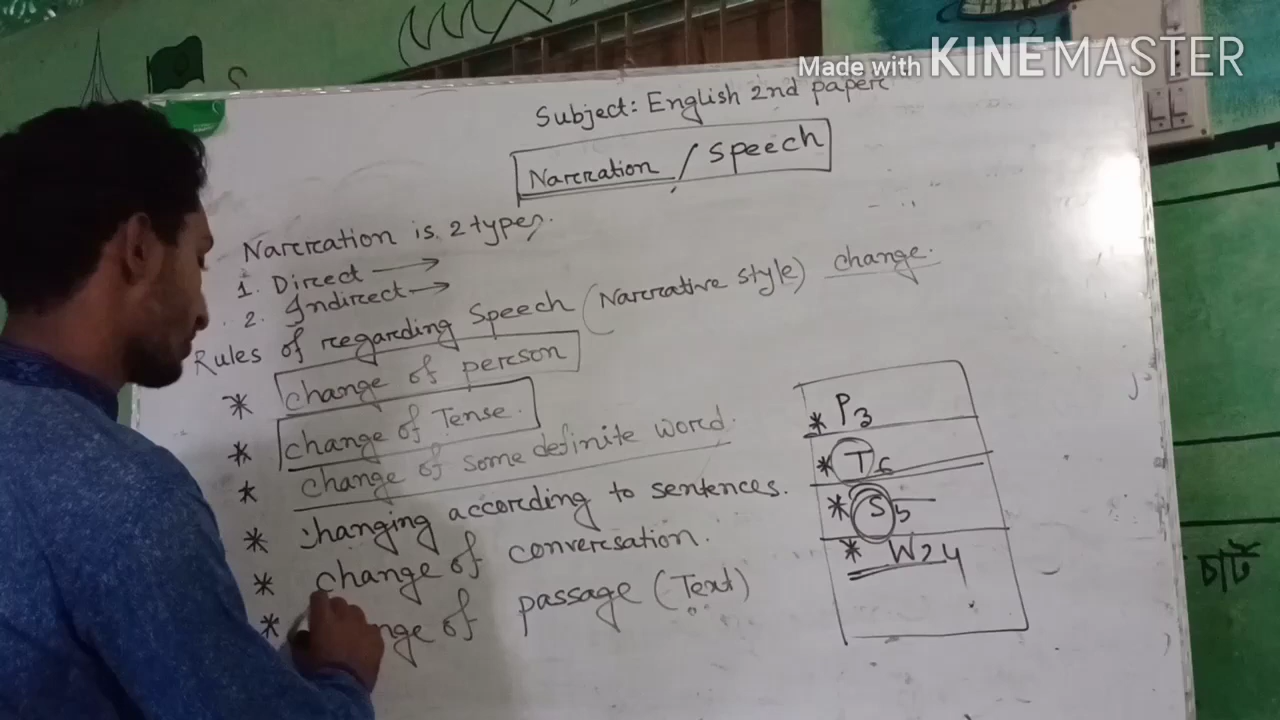 Made with KINEMASTER
Subject: English 2nd paper
Narration / Speech
Narration is 2 types.
1. Direct →
2. Indirect →
Rules of regarding Speech (Narrative style) change.
* change of person
* change of Tense.
* change of some definite word.
* changing according to sentences.
* change of conversation.
* change of passage (Text)
* P3
* T6
* S5
* W24
চার্ট